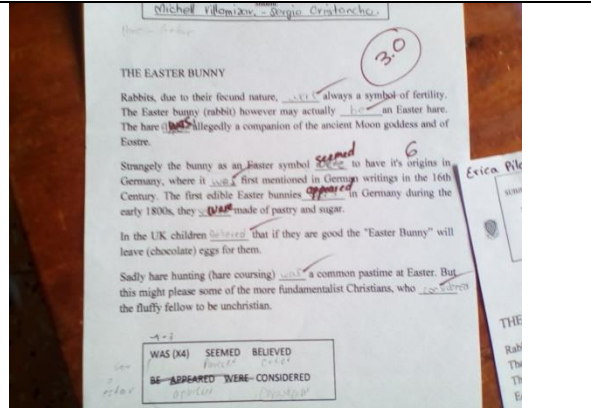 Michell Villamizar. - Sergio Cristancho.
3.0
THE EASTER BUNNY
Rabbits, due to their fecund nature, were always a symbol of fertility.
The Easter bunny (rabbit) however may actually be an Easter hare.
The hare was allegedly a companion of the ancient Moon goddess and of
Eostre.
6
Strangely the bunny as an Easter symbol seemed to have it's origins in
Germany, where it was first mentioned in German writings in the 16th
Century. The first edible Easter bunnies appeared in Germany during the
early 1800s, they were made of pastry and sugar.
In the UK children believed that if they are good the "Easter Bunny" will
leave (chocolate) eggs for them.
Sadly hare hunting (hare coursing) was a common pastime at Easter. But
this might please some of the more fundamentalist Christians, who considered
the fluffy fellow to be unchristian.
WAS (X4) SEEMED BELIEVED
BE APPEARED WERE CONSIDERED
Erica
THE
Rab
The
Th
E